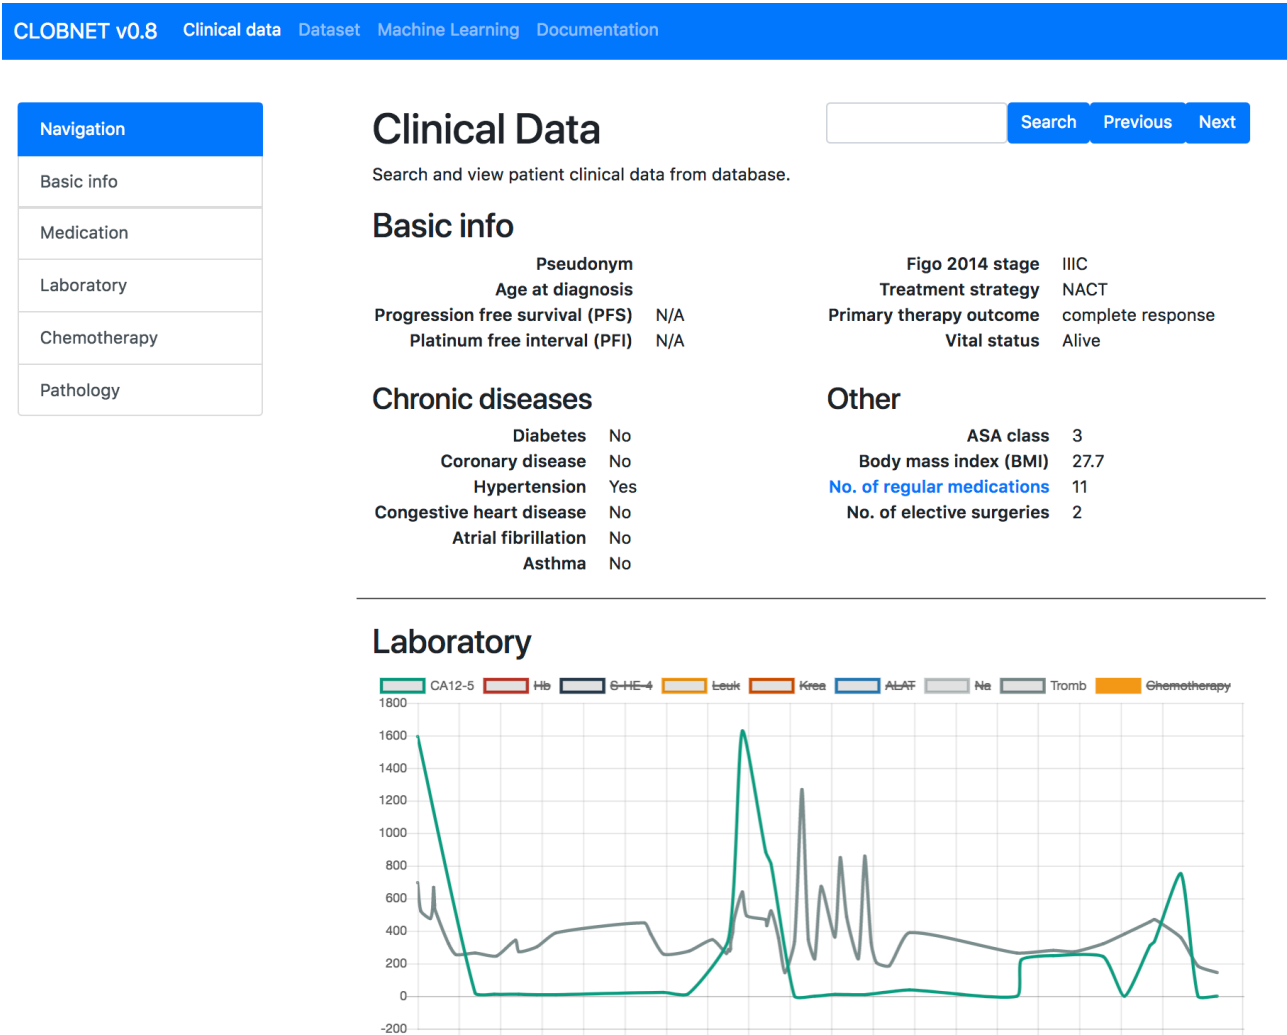 CLOBNET v0.8 Clinical data Dataset Machine Learning Documentation
Navigation
Basic info
Medication
Laboratory
Chemotherapy
Pathology
Clinical Data
Search Previous Next
Search and view patient clinical data from database.
Basic info
Pseudonym
Age at diagnosis
Progression free survival (PFS) N/A
Platinum free interval (PFI) N/A
Figo 2014 stage IIIC
Treatment strategy NACT
Primary therapy outcome complete response
Vital status Alive
Chronic diseases
Diabetes No
Coronary disease No
Hypertension Yes
Congestive heart disease No
Atrial fibrillation No
Asthma No
Other
ASA class 3
Body mass index (BMI) 27.7
No. of regular medications 11
No. of elective surgeries 2
Laboratory
CA12-5 Hb S-HE-4 Leuk Krea ALAT Na Tromb Chemotherapy
1800
1600
1400
1200
1000
800
600
400
200
0
-200